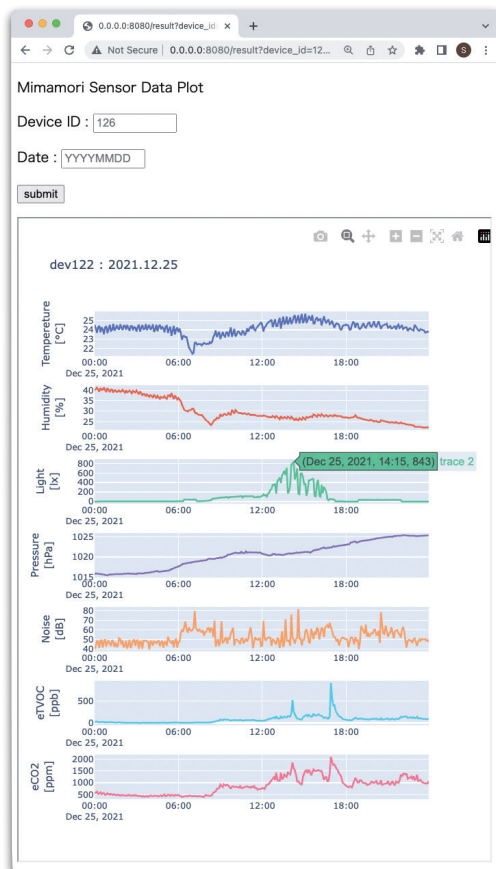 0.0.0.0:8080/result?device_id=
Not Secure | 0.0.0.0:8080/result?device_id=12...
S
Mimamori Sensor Data Plot
Device ID : 126
Date : YYYYMMDD
submit
dev122 : 2021.12.25
Tempereture
[°C]
25
24
23
22
00:00 06:00 12:00 18:00
Dec 25, 2021
Humidity
[%]
40
35
30
25
00:00 06:00 12:00 18:00
Dec 25, 2021
Light
[lx]
800
600
400
200
0
(Dec 25, 2021, 14:15, 843) trace 2
00:00 06:00 12:00 18:00
Dec 25, 2021
Pressure
[hPa]
1025
1020
1015
00:00 06:00 12:00 18:00
Dec 25, 2021
Noise
[dB]
80
70
60
50
40
00:00 06:00 12:00 18:00
Dec 25, 2021
eTVOC
[ppb]
500
0
00:00 06:00 12:00 18:00
Dec 25, 2021
eCO2
[ppm]
2000
1500
1000
500
00:00 06:00 12:00 18:00
Dec 25, 2021